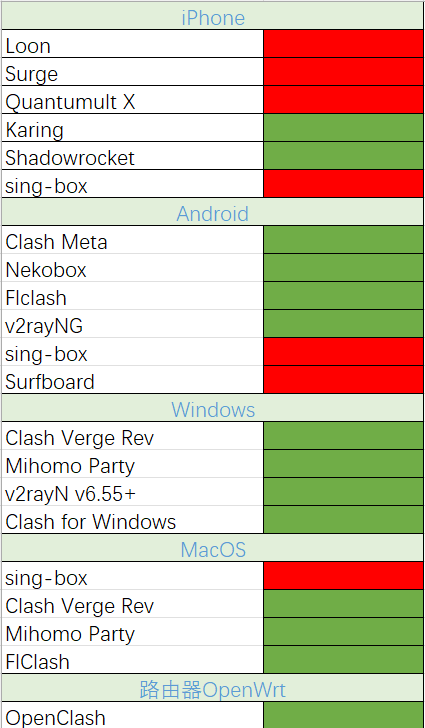 iPhone
Loon
Surge
Quantumult X
Karing
Shadowrocket
sing-box
Android
Clash Meta
Nekobox
Flclash
v2rayNG
sing-box
Surfboard
Windows
Clash Verge Rev
Mihomo Party
v2rayN v6.55+
Clash for Windows
MacOS
sing-box
Clash Verge Rev
Mihomo Party
FlClash
路由器OpenWrt
OpenClash